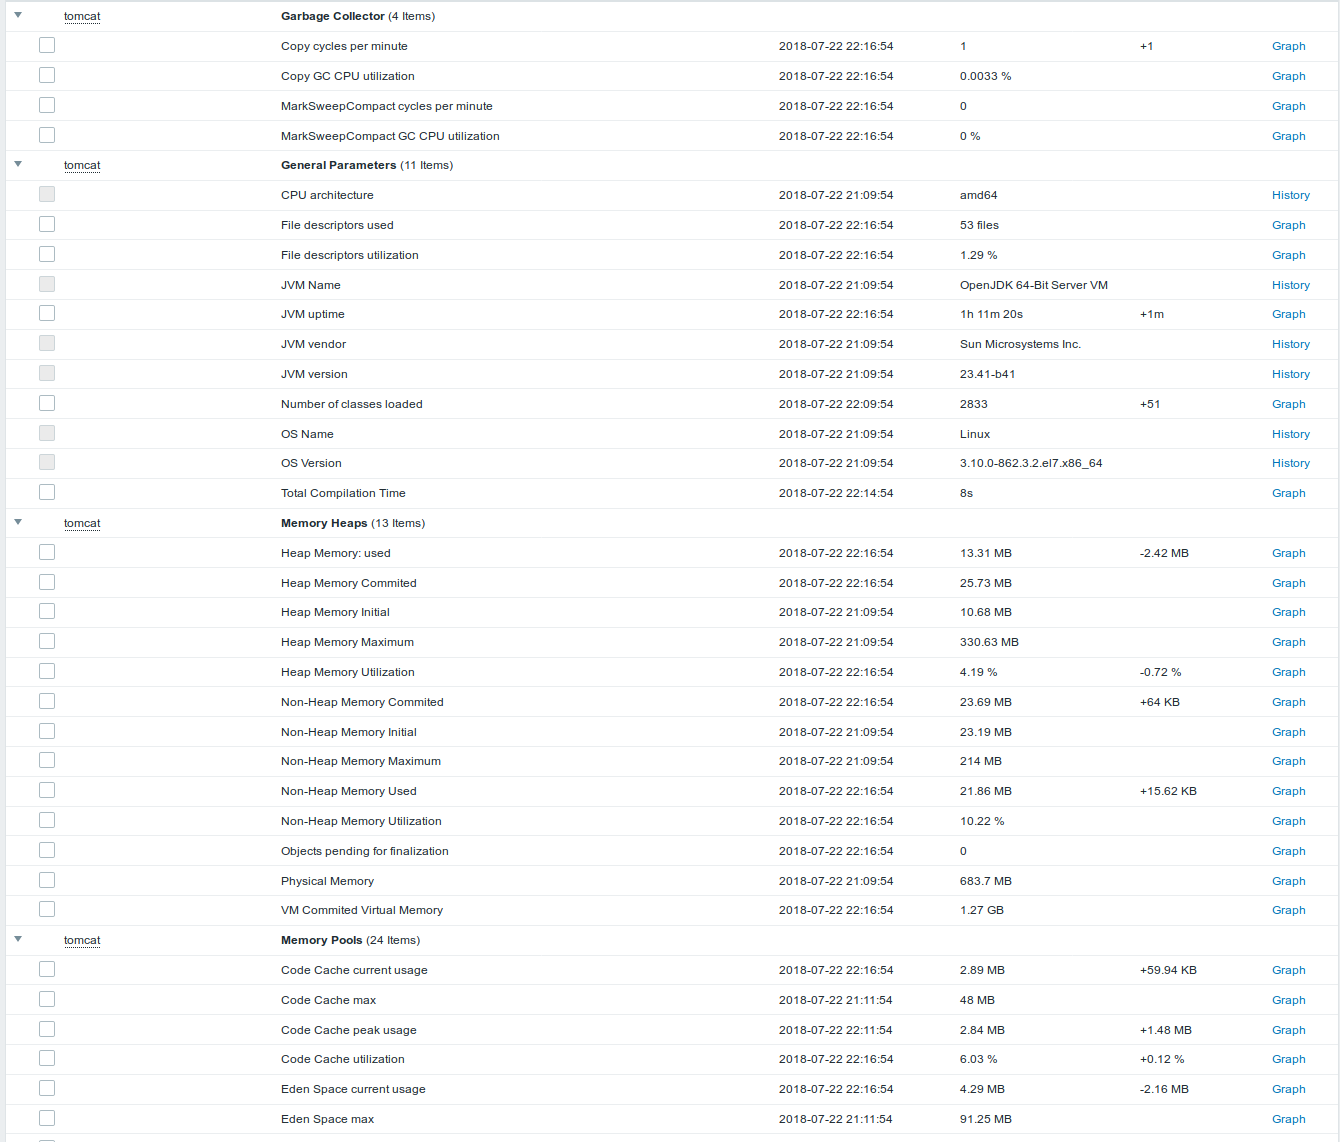 tomcat Garbage Collector (4 Items)
Copy cycles per minute 2018-07-22 22:16:54 1 +1 Graph
Copy GC CPU utilization 2018-07-22 22:16:54 0.0033 % Graph
MarkSweepCompact cycles per minute 2018-07-22 22:16:54 0 Graph
MarkSweepCompact GC CPU utilization 2018-07-22 22:16:54 0 % Graph
tomcat General Parameters (11 Items)
CPU architecture 2018-07-22 21:09:54 amd64 History
File descriptors used 2018-07-22 22:16:54 53 files Graph
File descriptors utilization 2018-07-22 22:16:54 1.29 % Graph
JVM Name 2018-07-22 21:09:54 OpenJDK 64-Bit Server VM History
JVM uptime 2018-07-22 22:16:54 1h 11m 20s +1m Graph
JVM vendor 2018-07-22 21:09:54 Sun Microsystems Inc. History
JVM version 2018-07-22 21:09:54 23.41-b41 History
Number of classes loaded 2018-07-22 22:09:54 2833 +51 Graph
OS Name 2018-07-22 21:09:54 Linux History
OS Version 2018-07-22 21:09:54 3.10.0-862.3.2.el7.x86_64 History
Total Compilation Time 2018-07-22 22:14:54 8s Graph
tomcat Memory Heaps (13 Items)
Heap Memory: used 2018-07-22 22:16:54 13.31 MB -2.42 MB Graph
Heap Memory Commited 2018-07-22 22:16:54 25.73 MB Graph
Heap Memory Initial 2018-07-22 21:09:54 10.68 MB Graph
Heap Memory Maximum 2018-07-22 21:09:54 330.63 MB Graph
Heap Memory Utilization 2018-07-22 22:16:54 4.19 % -0.72 % Graph
Non-Heap Memory Commited 2018-07-22 22:16:54 23.69 MB +64 KB Graph
Non-Heap Memory Initial 2018-07-22 21:09:54 23.19 MB Graph
Non-Heap Memory Maximum 2018-07-22 21:09:54 214 MB Graph
Non-Heap Memory Used 2018-07-22 22:16:54 21.86 MB +15.62 KB Graph
Non-Heap Memory Utilization 2018-07-22 22:16:54 10.22 % Graph
Objects pending for finalization 2018-07-22 22:16:54 0 Graph
Physical Memory 2018-07-22 21:09:54 683.7 MB Graph
VM Commited Virtual Memory 2018-07-22 22:16:54 1.27 GB Graph
tomcat Memory Pools (24 Items)
Code Cache current usage 2018-07-22 22:16:54 2.89 MB +59.94 KB Graph
Code Cache max 2018-07-22 21:11:54 48 MB Graph
Code Cache peak usage 2018-07-22 22:11:54 2.84 MB +1.48 MB Graph
Code Cache utilization 2018-07-22 22:16:54 6.03 % +0.12 % Graph
Eden Space current usage 2018-07-22 22:16:54 4.29 MB -2.16 MB Graph
Eden Space max 2018-07-22 21:11:54 91.25 MB Graph